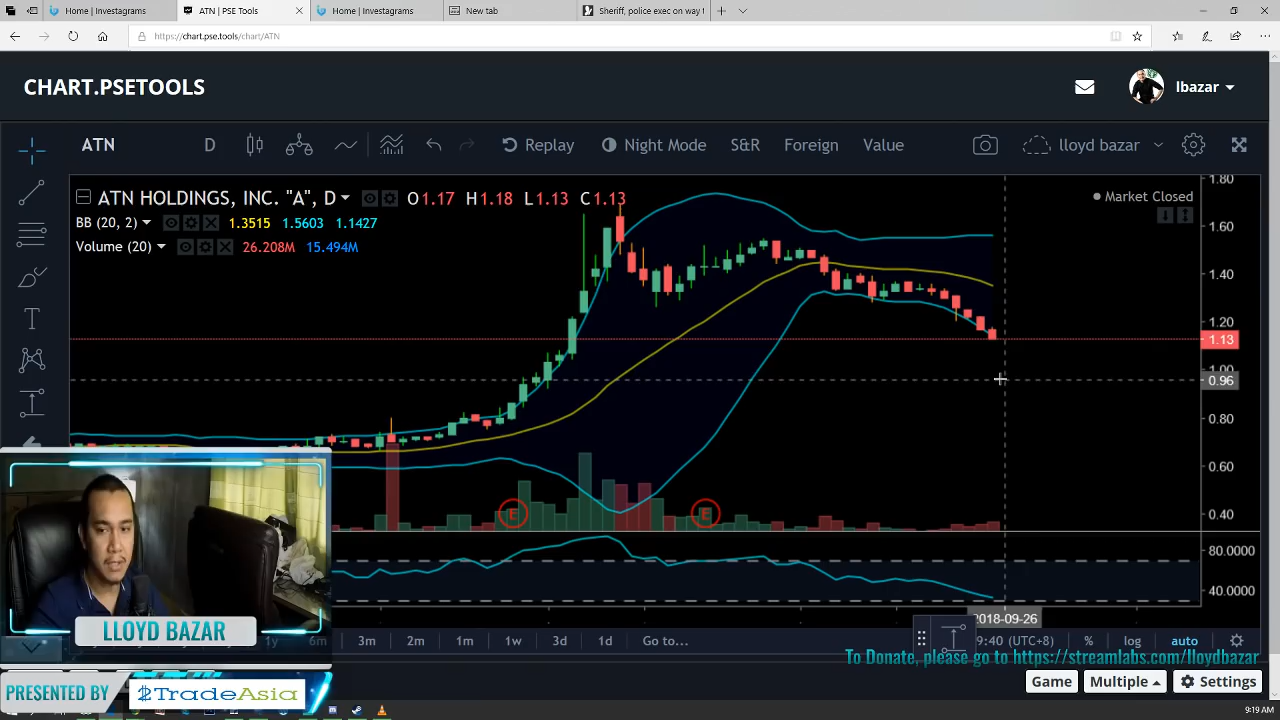 Home | Investagrams
ATN | PSE Tools
Home | Investagrams
New tab
Sheriff, police exec on way t
https://chart.pse.tools/chart/ATN
CHART.PSETOOLS
lbazar
ATN D Replay Night Mode S&R Foreign Value lloyd bazar
ATN HOLDINGS, INC. "A", D O1.17 H1.18 L1.13 C1.13
Market Closed
BB (20, 2) 1.3515 1.5603 1.1427
Volume (20) 26.208M 15.494M
1.80
1.60
1.40
1.20
1.13
1.00
0.96
0.80
0.60
0.40
E E
80.0000
40.0000
2018-09-26
1y 6m 3m 2m 1m 1w 3d 1d Go to... 9:40 (UTC+8) % log auto
LLOYD BAZAR
To Donate, please go to https://streamlabs.com/lloydbazar
PRESENTED BY TradeAsia
Game Multiple Settings
9:19 AM